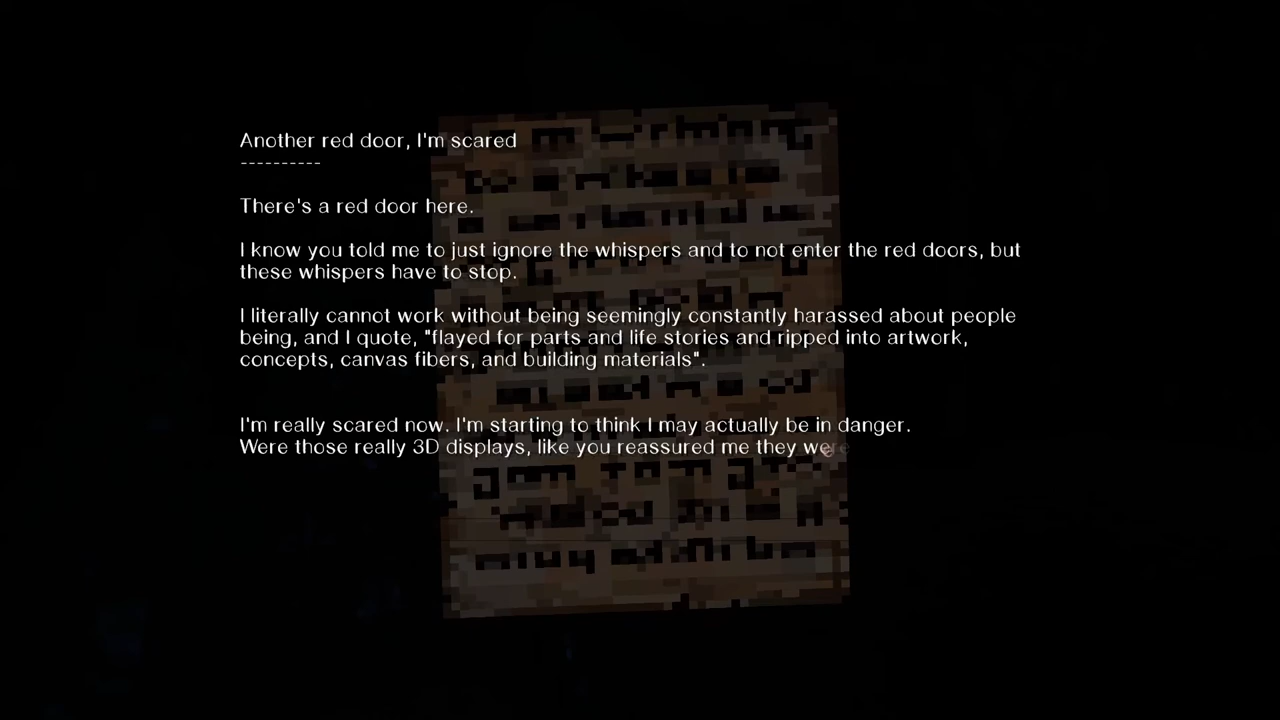 Another red door, I'm scared
----------
There's a red door here.
I know you told me to just ignore the whispers and to not enter the red doors, but
these whispers have to stop.
I literally cannot work without being seemingly constantly harassed about people
being, and I quote, "flayed for parts and life stories and ripped into artwork,
concepts, canvas fibers, and building materials".
I'm really scared now. I'm starting to think I may actually be in danger.
Were those really 3D displays, like you reassured me they were